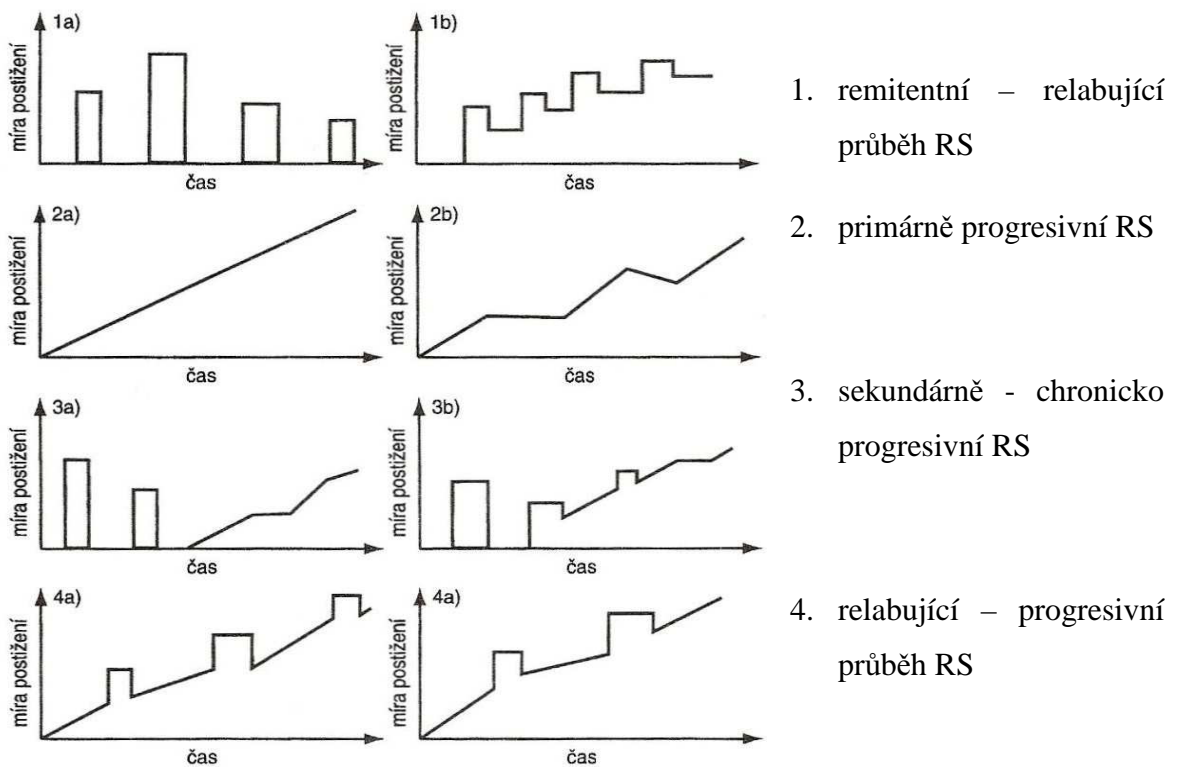 1a)
míra postižení
čas
1b)
míra postižení
čas
1. remitentní – relabující
průběh RS
2a)
míra postižení
čas
2b)
míra postižení
čas
2. primárně progresivní RS
3a)
míra postižení
čas
3b)
míra postižení
čas
3. sekundárně - chronicko
progresivní RS
4a)
míra postižení
čas
4a)
míra postižení
čas
4. relabující – progresivní
průběh RS